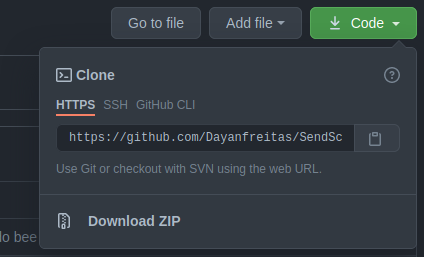 Go to file Add file Code
Clone
HTTPS SSH GitHub CLI
https://github.com/Dayanfreitas/SendSc
Use Git or checkout with SVN using the web URL.
Download ZIP
lo bee